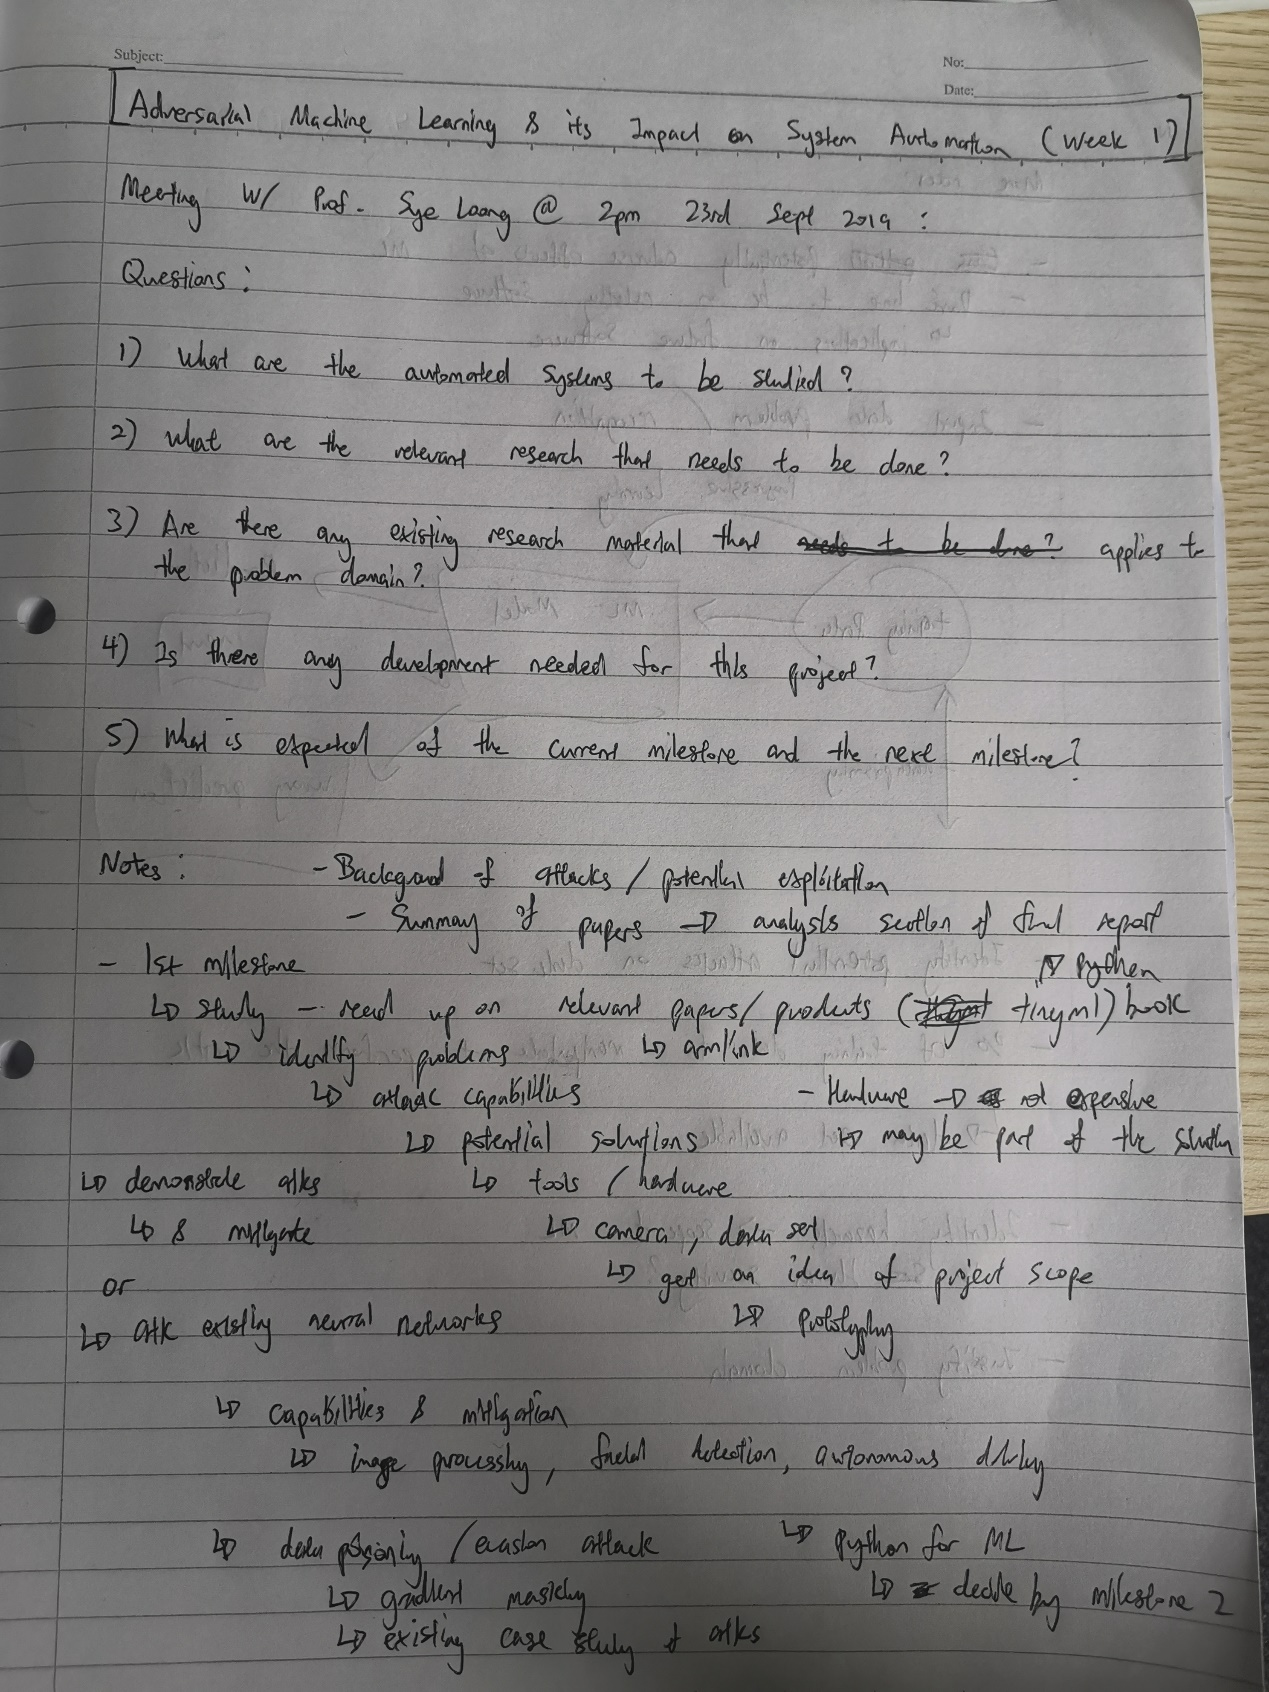 Subject:
No:
Date:
Adversarial Machine Learning & its Impact on System Automation (Week 1)
Meeting w/ Prof. Sye Loong @ 2pm 23rd Sept 2019 :
Questions :
1) What are the automated systems to be studied ?
2) What are the relevant research that needs to be done ?
3) Are there any existing research material that needs to be done ? applies to
the problem domain ?
4) Is there any development needed for this project ?
5) What is expected of the current milestone and the next milestone ?
Notes : - Background of attacks / potential exploitation
- Summary of papers → analysis section of final report
- 1st milestone
↳ Python
↳ study - read up on relevant papers / products ( tinyml) book
↳ identify problems ↳ armlink
↳ attack capabilities - Hardware → not expensive
↳ potential solutions ↳ may be part of the solution
↳ demonstrate atks ↳ tools / hardware
↳ & mitigate ↳ camera, data set
or ↳ get an idea of project scope
↳ atk existing neural networks ↳ prototyping
↳ capabilities & mitigation
↳ image processing, facial detection, autonomous driving
↳ data poisoning / evasion attack ↳ python for ML
↳ gradient masking ↳ decide by milestone 2
↳ existing case study of atks